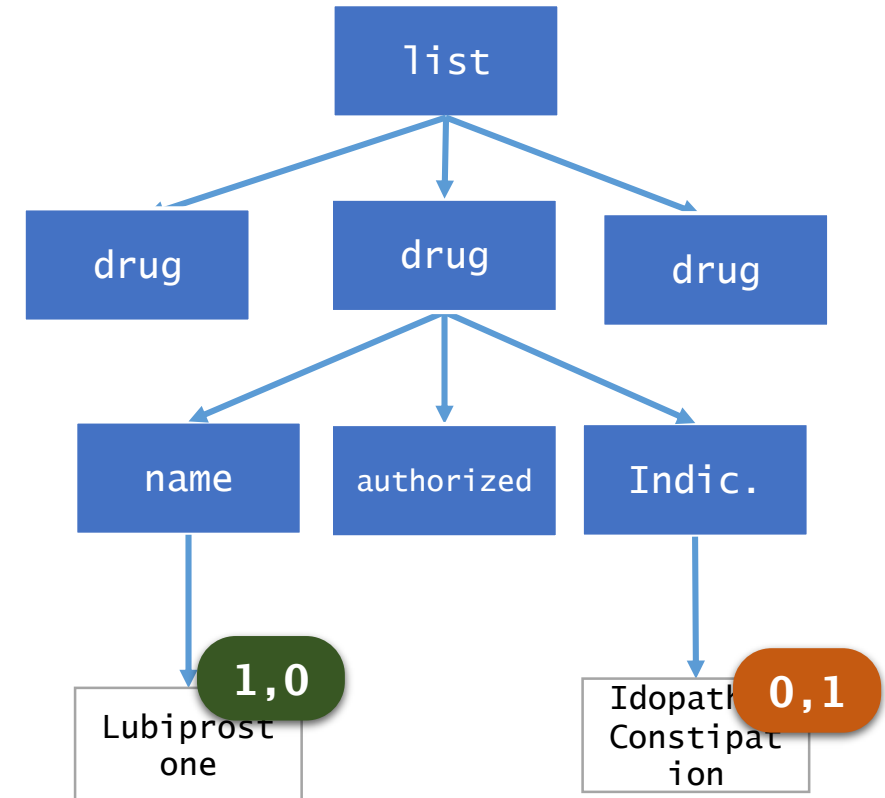 list
drug
drug
drug
name
authorized
Indic.
1,0
0,1
Lubiprost
one
Idopath
Constipat
ion